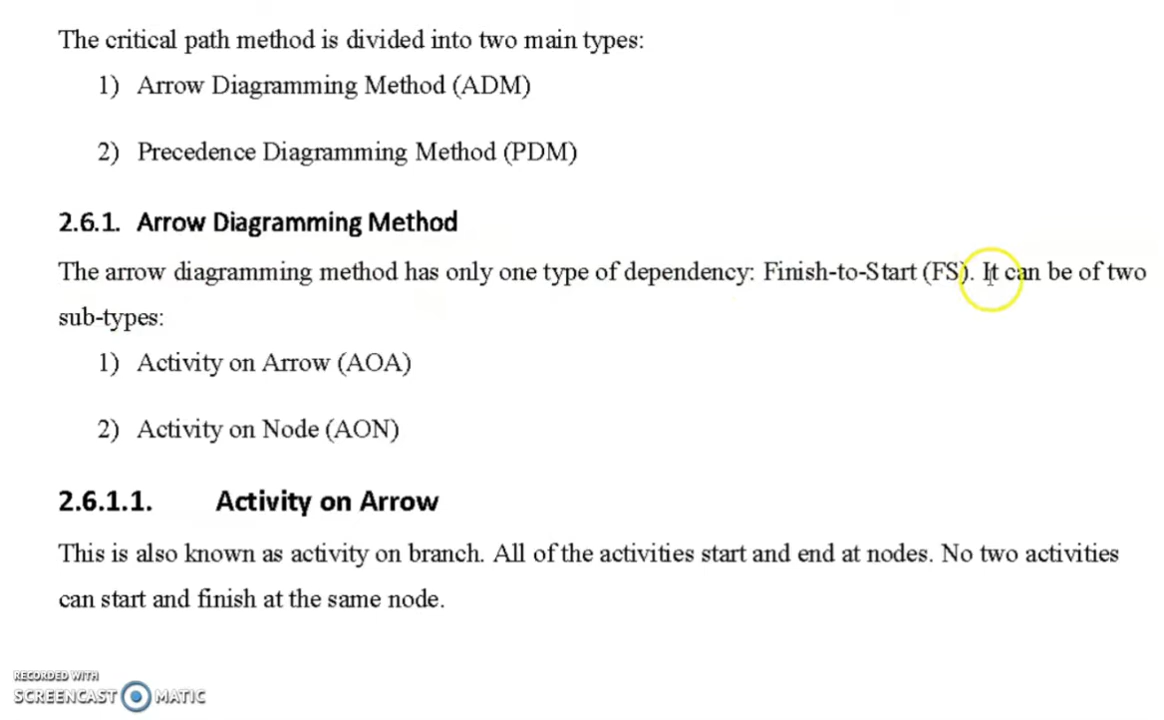 The critical path method is divided into two main types:
1) Arrow Diagramming Method (ADM)
2) Precedence Diagramming Method (PDM)
2.6.1. Arrow Diagramming Method
The arrow diagramming method has only one type of dependency: Finish-to-Start (FS). It can be of two
sub-types:
1) Activity on Arrow (AOA)
2) Activity on Node (AON)
2.6.1.1. Activity on Arrow
This is also known as activity on branch. All of the activities start and end at nodes. No two activities
can start and finish at the same node.
RECORDED WITH
SCREENCAST MATIC